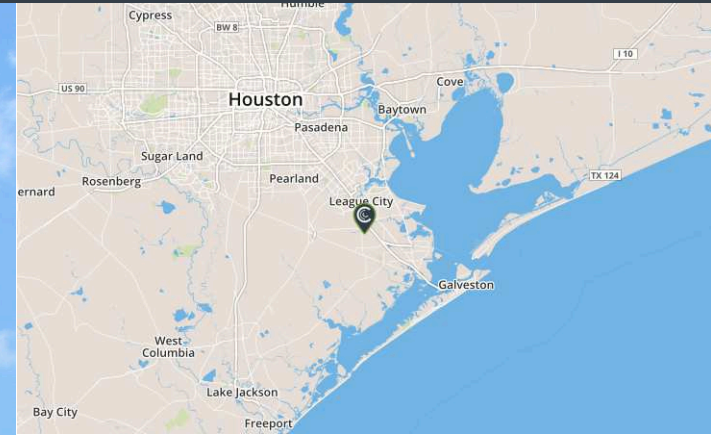 Humble
Cypress
BW 8
I 10
US 90
Cove
Houston
Baytown
Pasadena
Sugar Land
TX 124
Rosenberg
Pearland
ernard
League City
Galveston
West
Columbia
Lake Jackson
Bay City
Freeport